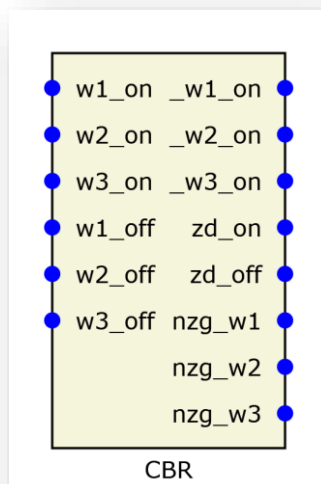 w1_on _w1_on
w2_on _w2_on
w3_on _w3_on
w1_off zd_on
w2_off zd_off
w3_off nzg_w1
nzg_w2
nzg_w3
CBR